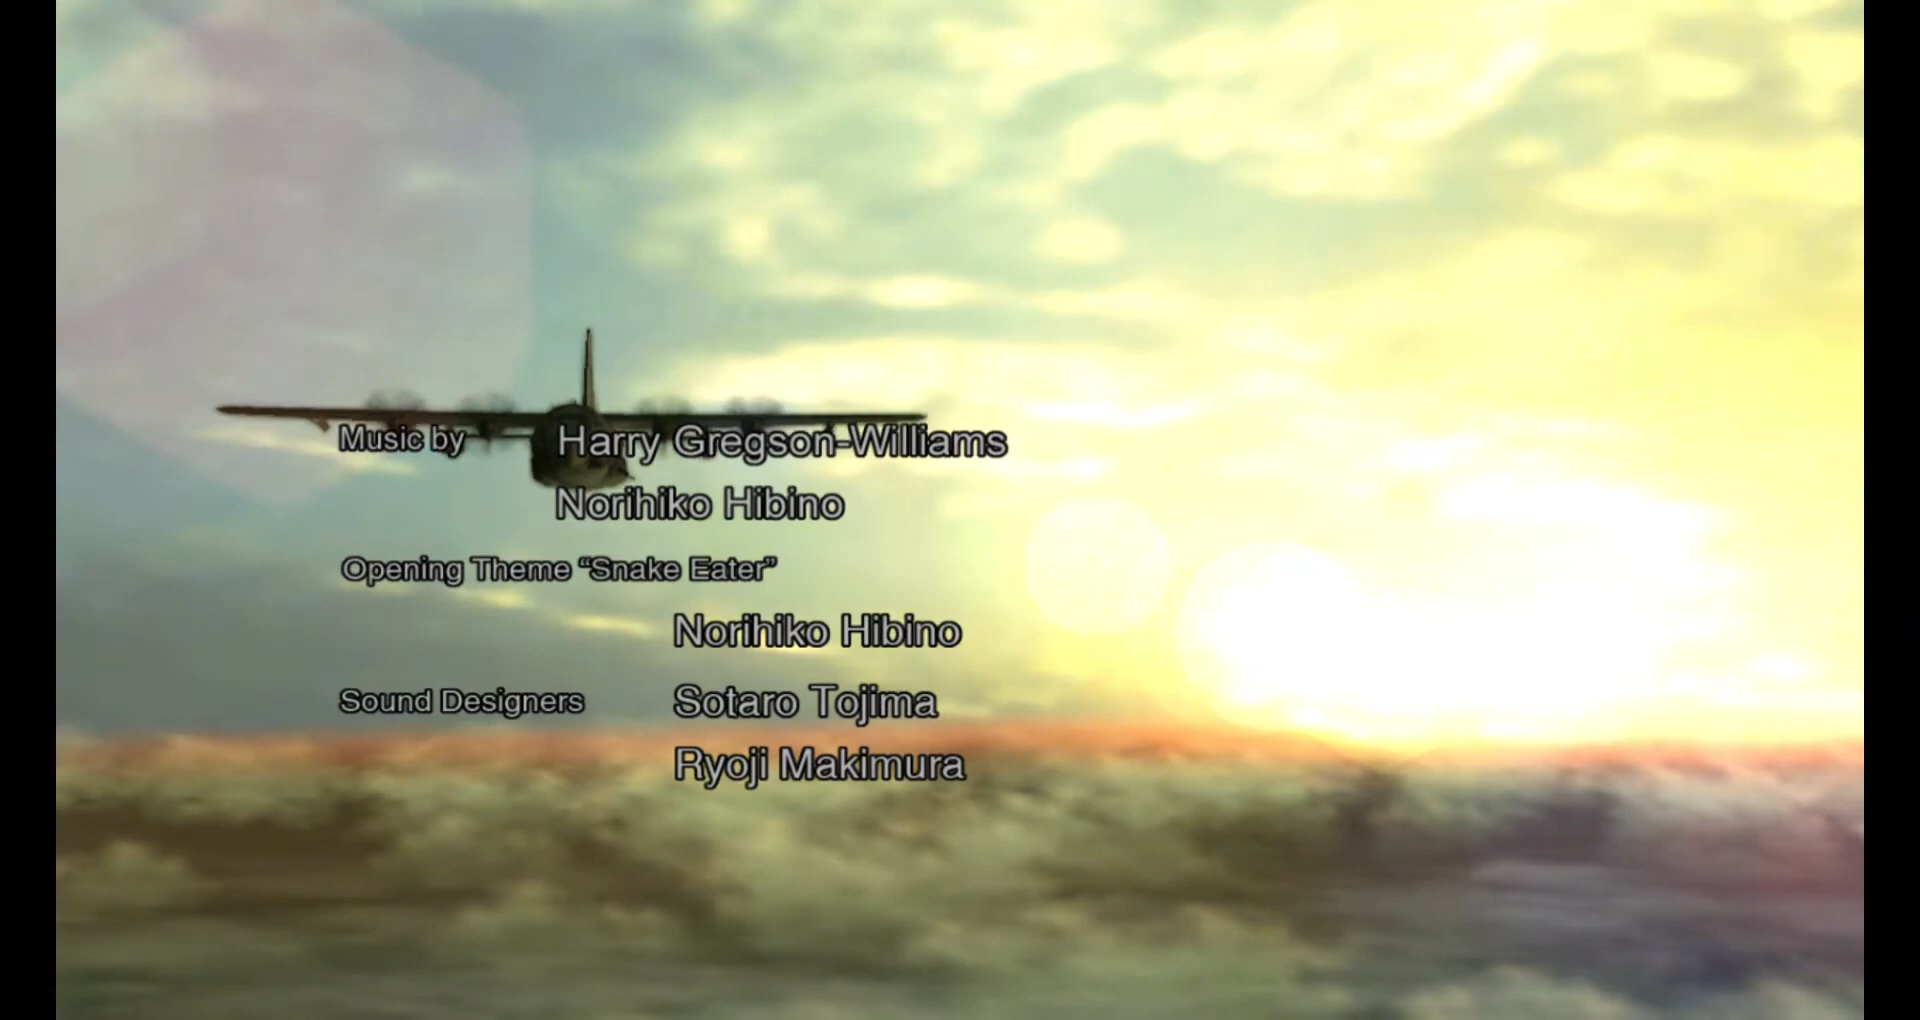 Music by Harry Gregson-Williams
Norihiko Hibino
Opening Theme “Snake Eater”
Norihiko Hibino
Sound Designers Sotaro Tojima
Ryoji Makimura